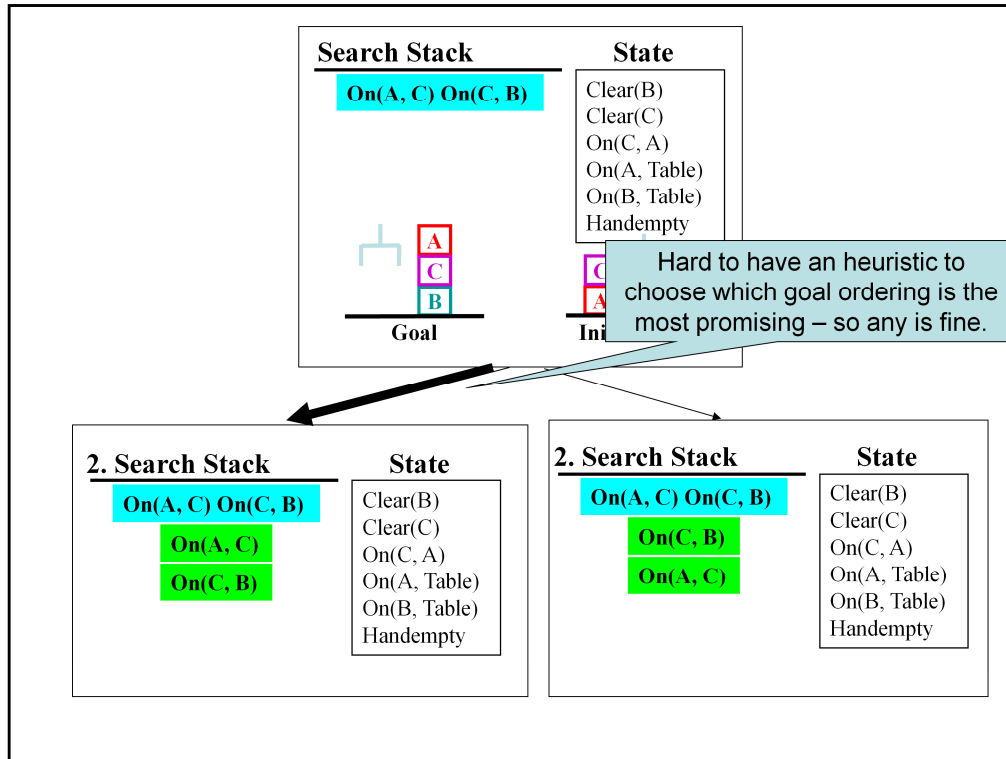 Search Stack
State
On(A, C) On(C, B)
Clear(B)
Clear(C)
On(C, A)
On(A, Table)
On(B, Table)
Handempty
A
C
B
Goal
C
A
Ini
Hard to have an heuristic to
choose which goal ordering is the
most promising – so any is fine.
2. Search Stack
State
On(A, C) On(C, B)
On(A, C)
On(C, B)
Clear(B)
Clear(C)
On(C, A)
On(A, Table)
On(B, Table)
Handempty
2. Search Stack
State
On(A, C) On(C, B)
On(C, B)
On(A, C)
Clear(B)
Clear(C)
On(C, A)
On(A, Table)
On(B, Table)
Handempty